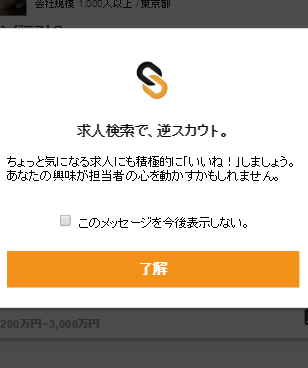 会社規模 1,000人以上 / 東京都
求人検索で、逆スカウト。
ちょっと気になる求人にも積極的に「いいね！」しましょう。
あなたの興味が担当者の心を動かすかもしれません。
このメッセージを今後表示しない。
了解
200万円~3,000万円